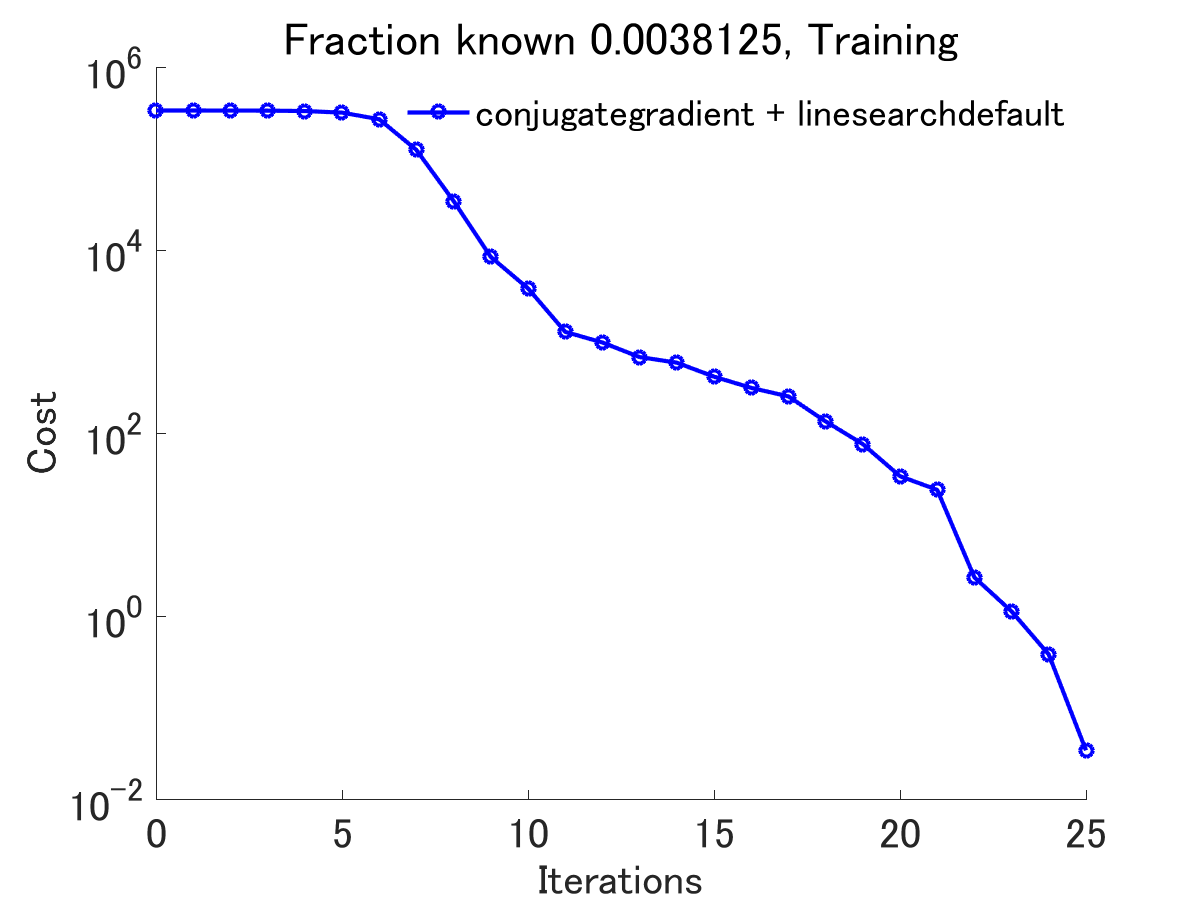 Fraction known 0.0038125, Training
conjugategradient + linesearchdefault
10^6
10^4
10^2
10^0
10^-2
Cost
0 5 10 15 20 25
Iterations